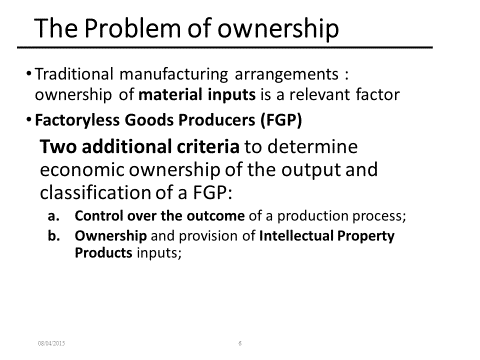 The Problem of ownership
• Traditional manufacturing arrangements :
ownership of material inputs is a relevant factor
• Factoryless Goods Producers (FGP)
Two additional criteria to determine
economic ownership of the output and
classification of a FGP:
a. Control over the outcome of a production process;
b. Ownership and provision of Intellectual Property
Products inputs;
08/04/2015
6